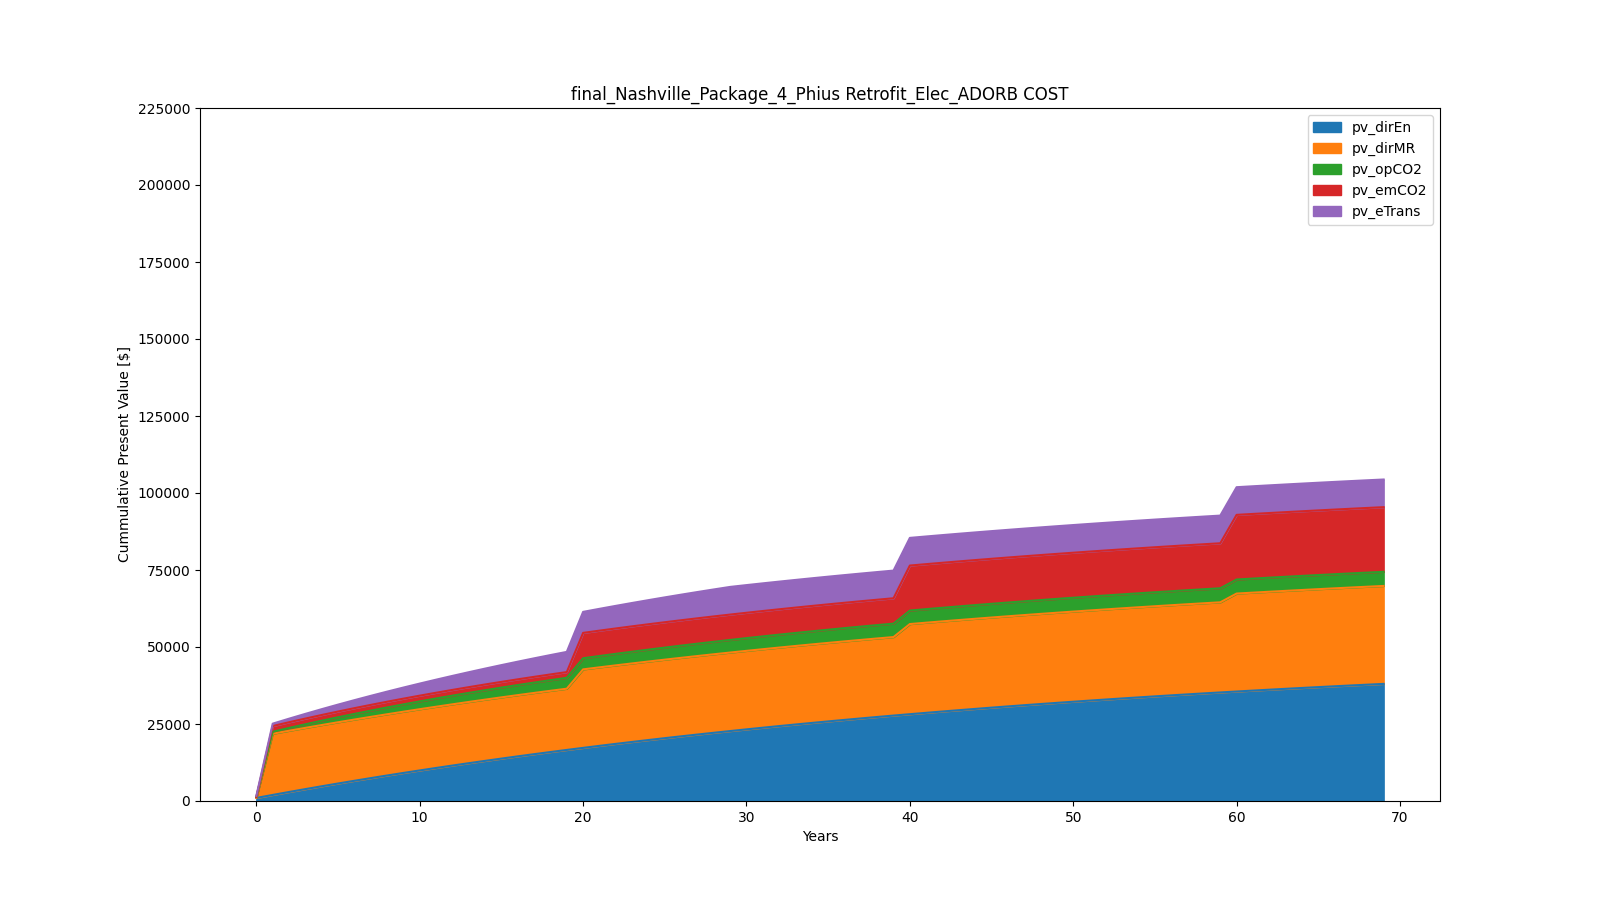 final_Nashville_Package_4_Phius Retrofit_Elec_ADORB COST
225000
200000
175000
150000
125000
100000
75000
50000
25000
0
Cummulative Present Value [$]
pv_dirEn
pv_dirMR
pv_opCO2
pv_emCO2
pv_eTrans
0 10 20 30 40 50 60 70
Years